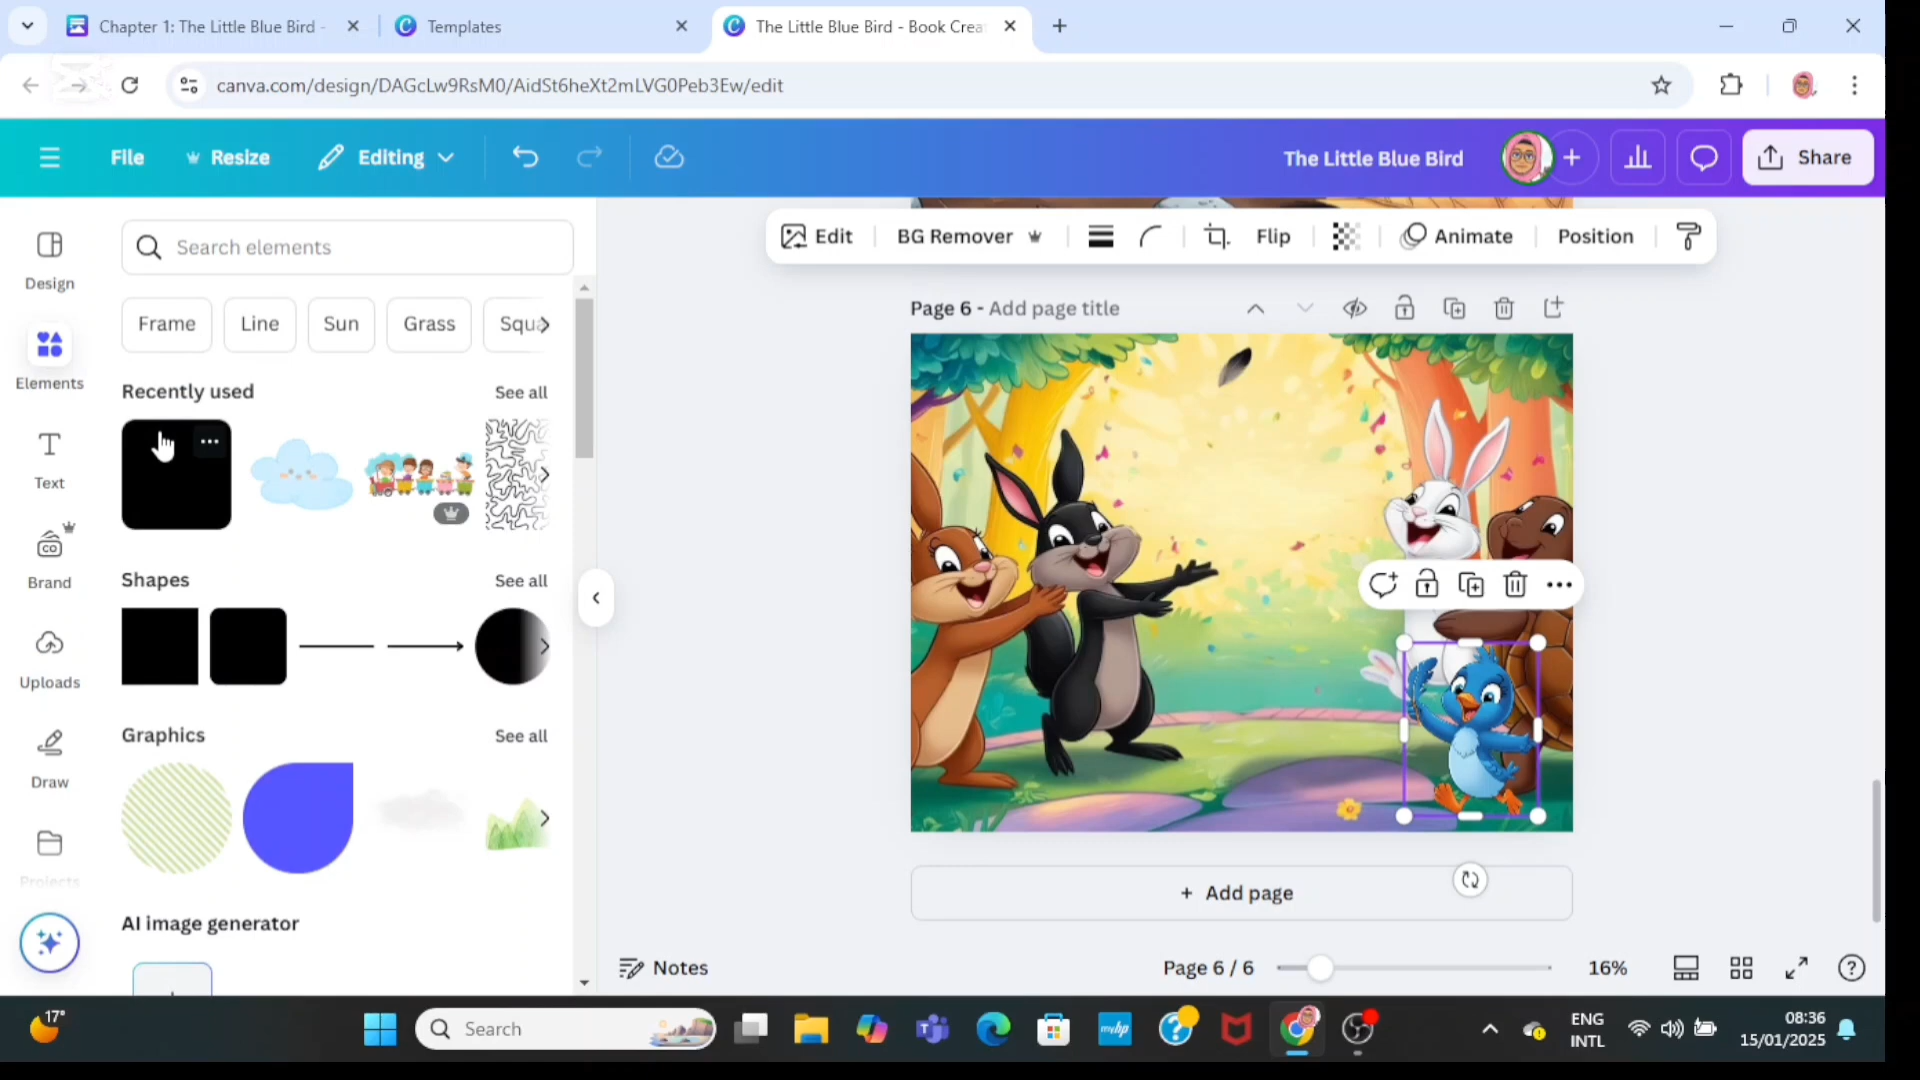 Chapter 1: The Little Blue Bird -
Templates
The Little Blue Bird - Book Crea
canva.com/design/DAGcLw9RsM0/AidSt6heXt2mLVG0Peb3Ew/edit
File
Resize
Editing
The Little Blue Bird
Share
Design
Elements
Text
Brand
Uploads
Draw
Projects
Search elements
Frame
Line
Sun
Grass
Squa
Recently used
See all
Shapes
See all
Graphics
See all
AI image generator
Edit
BG Remover
Flip
Animate
Position
Page 6 - Add page title
+ Add page
Notes
Page 6 / 6
16%
17°
Search
ENG
INTL
08:36
15/01/2025